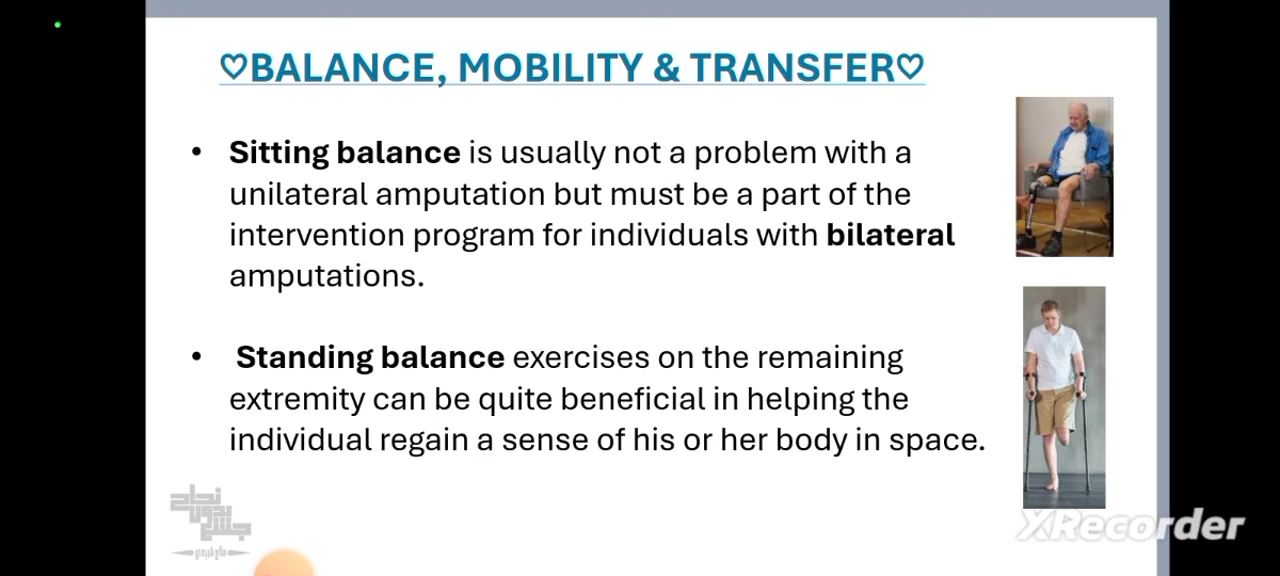 ♡BALANCE, MOBILITY & TRANSFER♡
• Sitting balance is usually not a problem with a
unilateral amputation but must be a part of the
intervention program for individuals with bilateral
amputations.
• Standing balance exercises on the remaining
extremity can be quite beneficial in helping the
individual regain a sense of his or her body in space.
نجاح
بدون
XRecorder